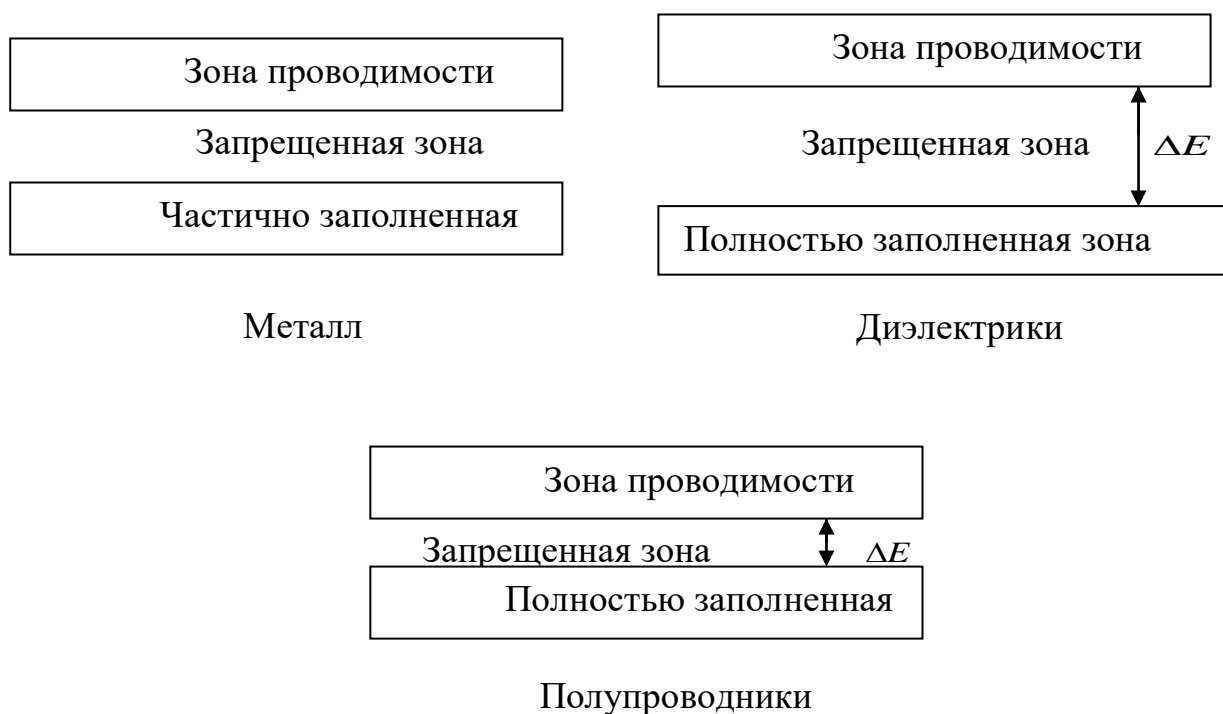 Зона проводимости
Запрещенная зона
Частично заполненная
Металл
Зона проводимости
Запрещенная зона ΔE
Полностью заполненная зона
Диэлектрики
Зона проводимости
Запрещенная зона ΔE
Полностью заполненная
Полупроводники